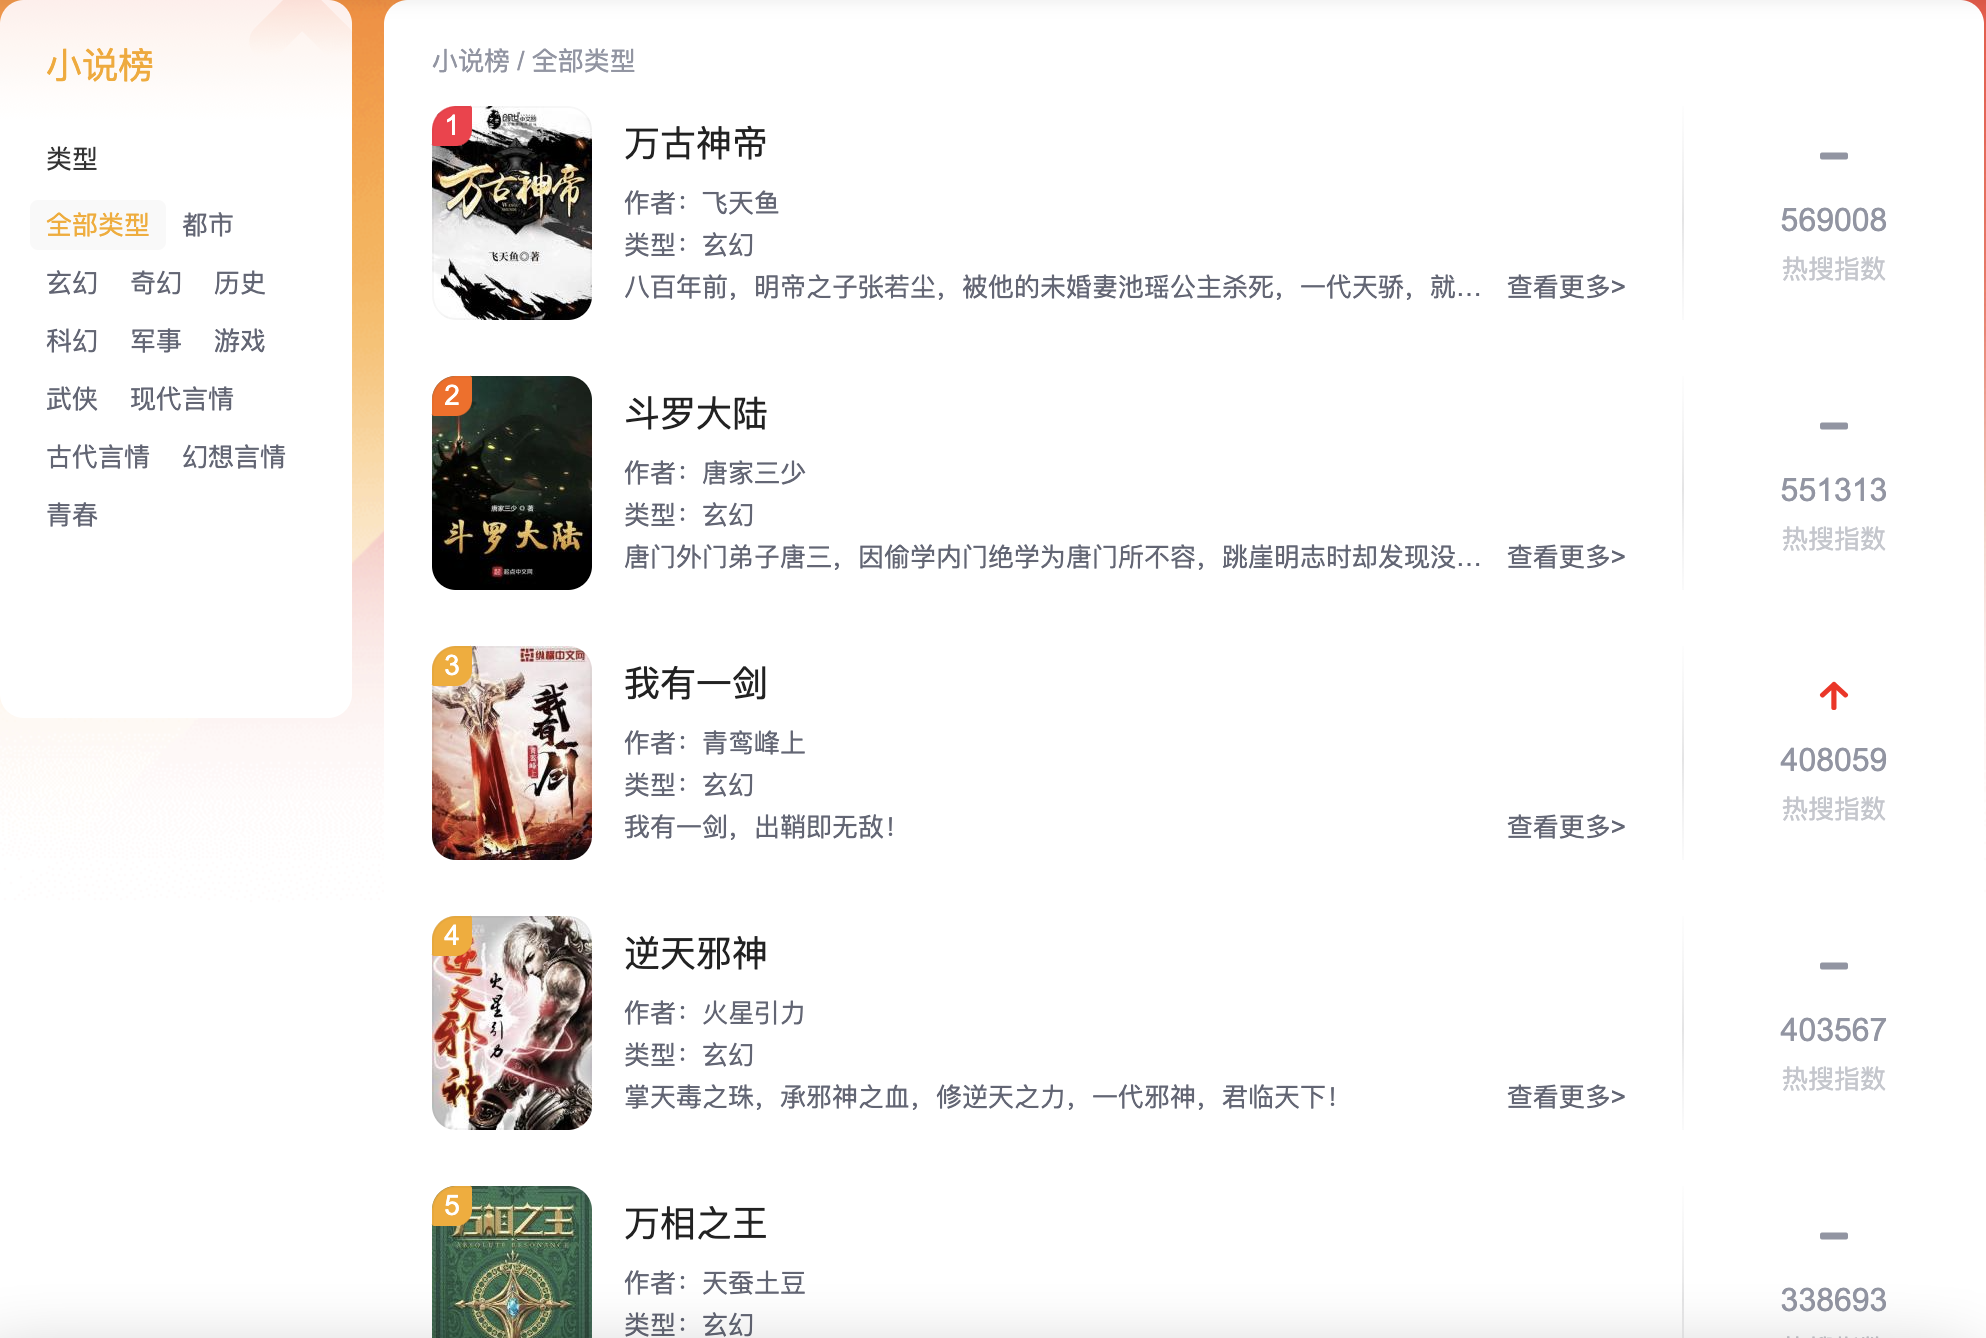 小说榜
类型
全部类型 都市
玄幻 奇幻 历史
科幻 军事 游戏
武侠 现代言情
古代言情 幻想言情
青春
小说榜 / 全部类型
1
万古神帝
飞天鱼◎著
万古神帝
作者：飞天鱼
类型：玄幻
八百年前，明帝之子张若尘，被他的未婚妻池瑶公主杀死，一代天骄，就... 查看更多>
569008
热搜指数
2
唐家三少 ◎ 著
斗罗大陆
起点中文网
斗罗大陆
作者：唐家三少
类型：玄幻
唐门外门弟子唐三，因偷学内门绝学为唐门所不容，跳崖明志时却发现没... 查看更多>
551313
热搜指数
3
纵横中文网
我有一剑
青鸾峰上
我有一剑
作者：青鸾峰上
类型：玄幻
我有一剑，出鞘即无敌！ 查看更多>
408059
热搜指数
4
逆天邪神
火星引力
逆天邪神
作者：火星引力
类型：玄幻
掌天毒之珠，承邪神之血，修逆天之力，一代邪神，君临天下！ 查看更多>
403567
热搜指数
5
万相之王
ABSOLUTE RESONANCE
万相之王
作者：天蚕土豆
类型：玄幻
338693